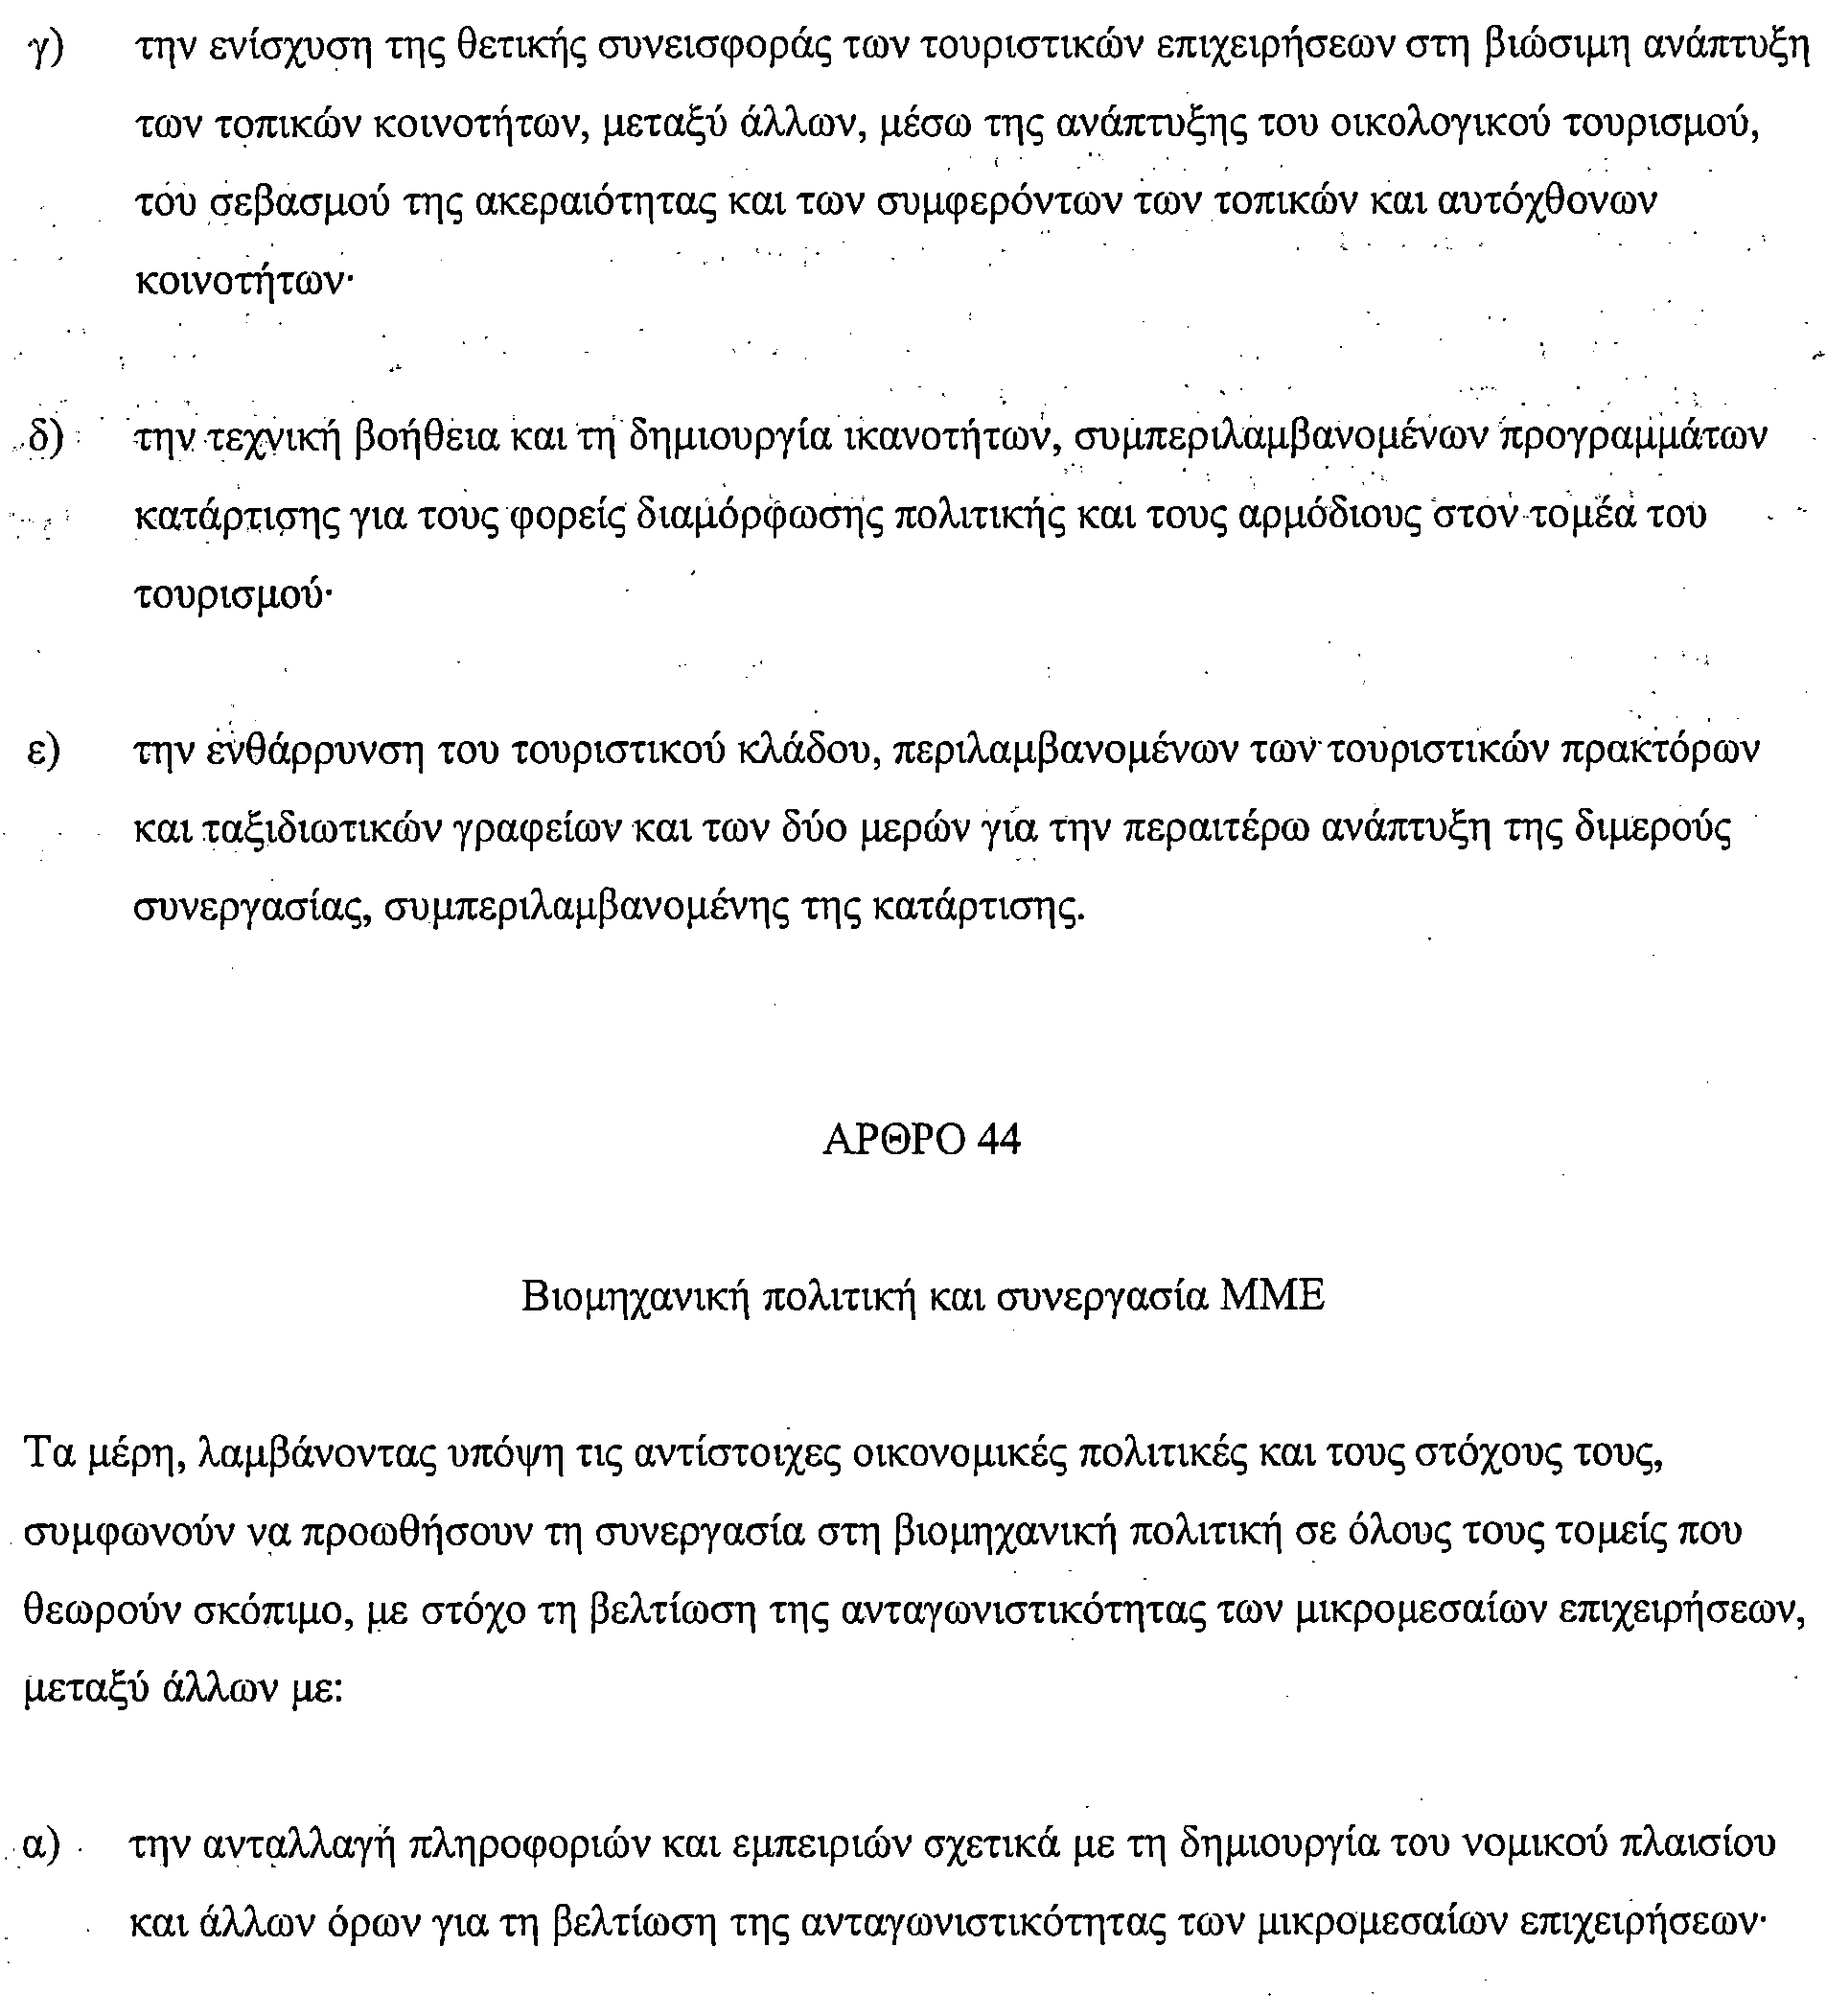 γ) την ενίσχυση της θετικής συνεισφοράς των τουριστικών επιχειρήσεων στη βιώσιμη ανάπτυξη
των τοπικών κοινοτήτων, μεταξύ άλλων, μέσω της ανάπτυξης του οικολογικού τουρισμού,
του σεβασμού της ακεραιότητας και των συμφερόντων των τοπικών και αυτόχθονων
κοινοτήτων·
δ) την τεχνική βοήθεια και τη δημιουργία ικανοτήτων, συμπεριλαμβανομένων προγραμμάτων
κατάρτισης για τους φορείς διαμόρφωσης πολιτικής και τους αρμόδιους στον τομέα του
τουρισμού·
ε) την ενθάρρυνση του τουριστικού κλάδου, περιλαμβανομένων των τουριστικών πρακτόρων
και ταξιδιωτικών γραφείων και των δύο μερών για την περαιτέρω ανάπτυξη της διμερούς
συνεργασίας, συμπεριλαμβανομένης της κατάρτισης.
ΑΡΘΡΟ 44
Βιομηχανική πολιτική και συνεργασία ΜΜΕ
Τα μέρη, λαμβάνοντας υπόψη τις αντίστοιχες οικονομικές πολιτικές και τους στόχους τους,
συμφωνούν να προωθήσουν τη συνεργασία στη βιομηχανική πολιτική σε όλους τους τομείς που
θεωρούν σκόπιμο, με στόχο τη βελτίωση της ανταγωνιστικότητας των μικρομεσαίων επιχειρήσεων,
μεταξύ άλλων με:
α) την ανταλλαγή πληροφοριών και εμπειριών σχετικά με τη δημιουργία του νομικού πλαισίου
και άλλων όρων για τη βελτίωση της ανταγωνιστικότητας των μικρομεσαίων επιχειρήσεων·